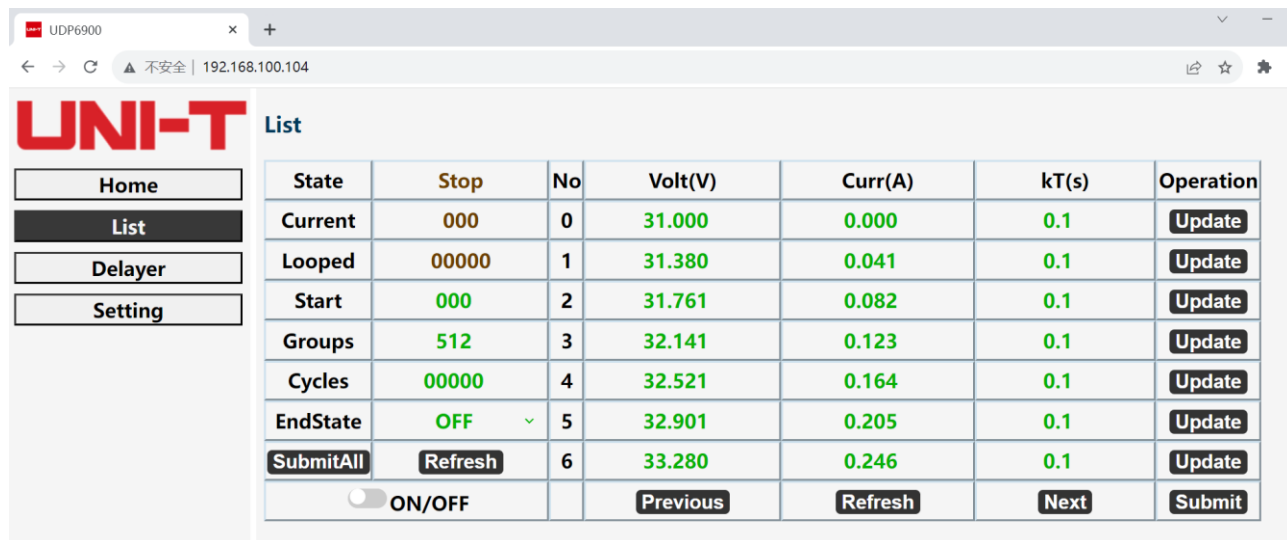 UNI-T UDP6900
不安全 | 192.168.100.104
UNI-T
List
Home
List
Delayer
Setting
State Stop No Volt(V) Curr(A) kT(s) Operation
Current 000 0 31.000 0.000 0.1 Update
Looped 00000 1 31.380 0.041 0.1 Update
Start 000 2 31.761 0.082 0.1 Update
Groups 512 3 32.141 0.123 0.1 Update
Cycles 00000 4 32.521 0.164 0.1 Update
EndState OFF 5 32.901 0.205 0.1 Update
SubmitAll Refresh 6 33.280 0.246 0.1 Update
ON/OFF Previous Refresh Next Submit